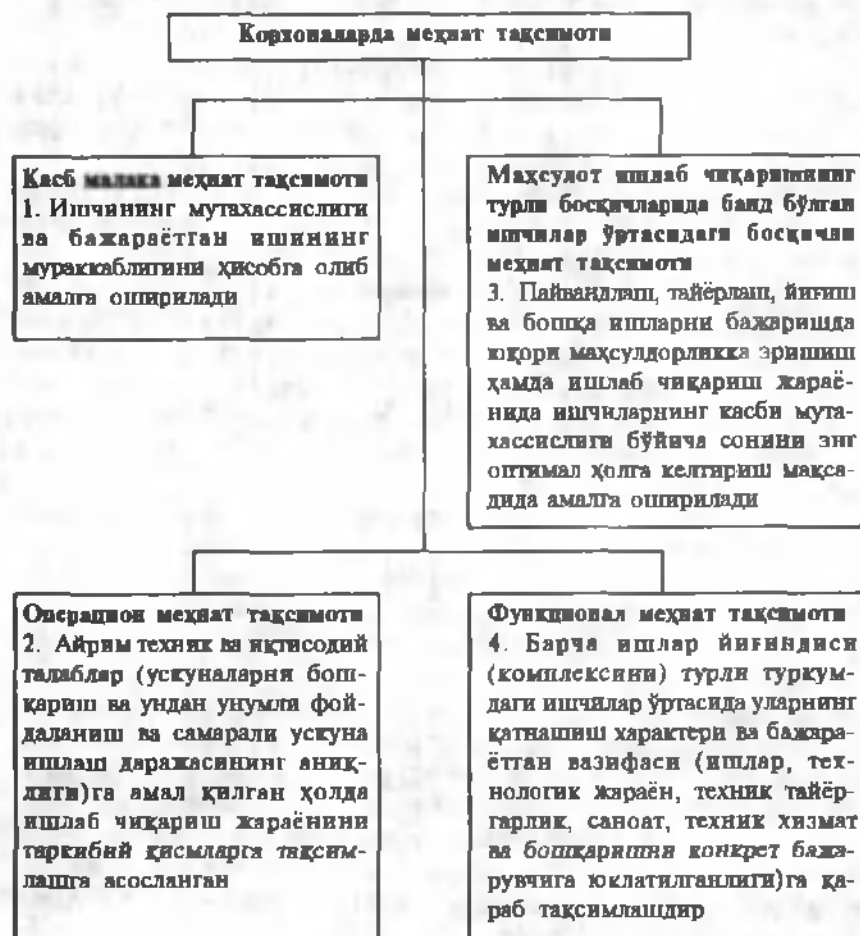 Корхоналарда меҳнат тақсимоти
Касб малака меҳнат тақсимоти
1. Ишчининг мутахассислиги
ва бажараётган ишининг
мураккаблигини ҳисобга олиб
амалга оширилади
Маҳсулот ишлаб чиқаришнинг
турли босқичларида банд бўлган
ишчилар ўртасидаги босқичли
меҳнат тақсимоти
3. Пайвандлаш, тайёрлаш, йиғиш
ва бошқа ишларни бажаришда
юқори маҳсулдорликка эришиш
ҳамда ишлаб чиқариш жараё-
нида ишчиларнинг касби мута-
хассислиги бўйича сонини энг
оптимал ҳолга келтириш мақса-
дида амалга оширилади
Операцион меҳнат тақсимоти
2. Айрим техник ва иқтисодий
талаблар (ускуналарни бош-
қариш ва ундан унумли фой-
даланиш ва самарали ускуна
ишлаш даражасининг аниқ-
лиги)га амал қилган ҳолда
ишлаб чиқариш жараёнини
таркибий қисмларга тақсим-
лашга асосланган
Функционал меҳнат тақсимоти
4. Барча ишлар йиғиндиси
(комплексини) турли туркум-
даги ишчилар ўртасида уларнинг
қатнашиш характери ва бажара-
ётган вазифаси (ишлар, тех-
нологик жараён, техник тайёр-
гарлик, саноат, техник хизмат
ва бошқаришни конкрет бажа-
рувчига юклатилганлиги)га қа-
раб тақсимлашдир